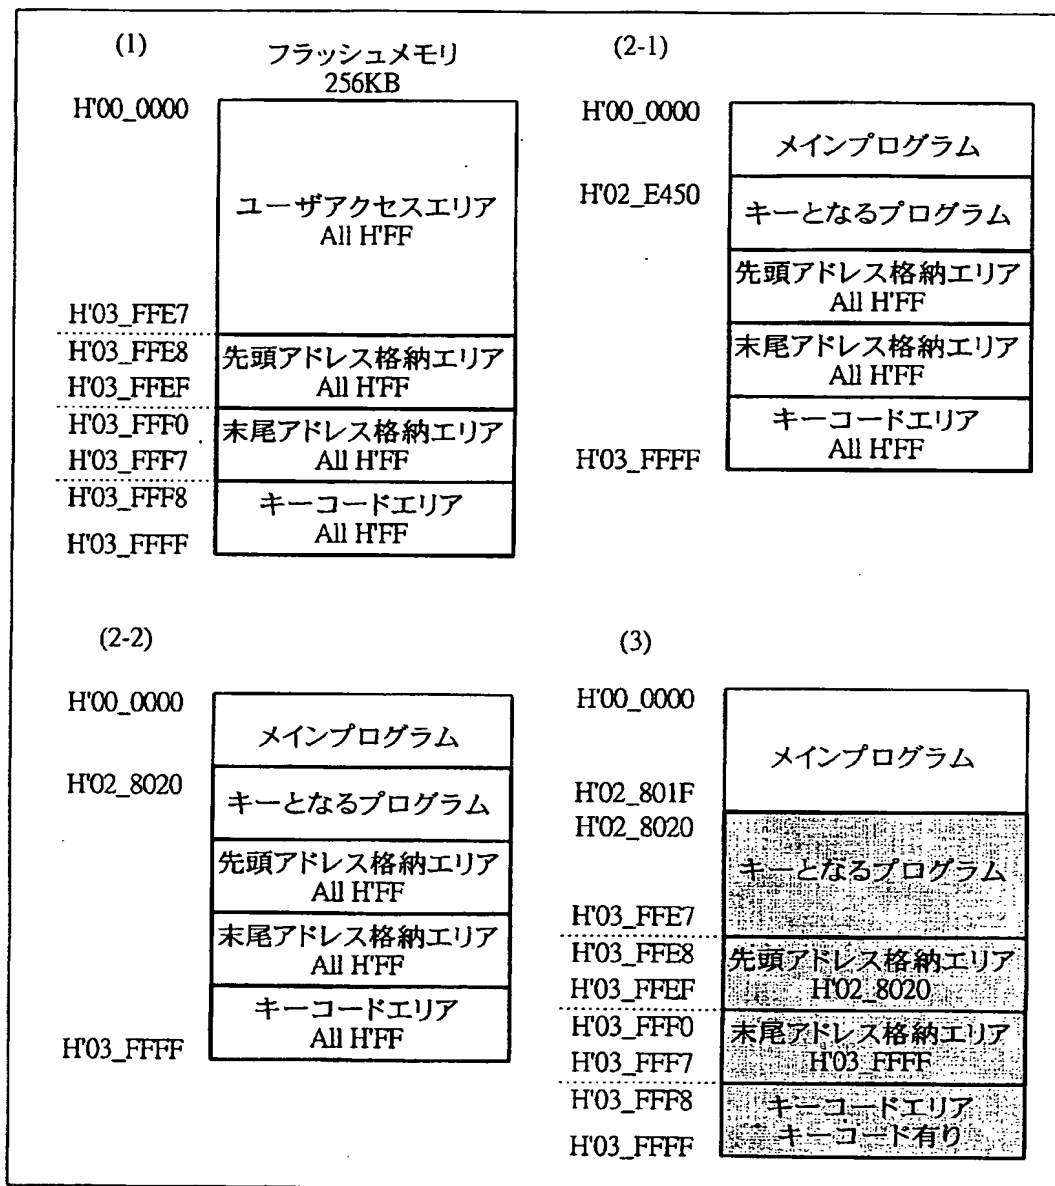 (1)
フラッシュメモリ
256KB
H'00_0000
ユーザアクセスエリア
All H'FF
H'03_FFE7
H'03_FFE8
先頭アドレス格納エリア
All H'FF
H'03_FFEF
H'03_FFF0
末尾アドレス格納エリア
All H'FF
H'03_FFF7
H'03_FFF8
キーコードエリア
All H'FF
H'03_FFFF
(2-1)
H'00_0000
メインプログラム
H'02_E450
キーとなるプログラム
先頭アドレス格納エリア
All H'FF
末尾アドレス格納エリア
All H'FF
キーコードエリア
All H'FF
H'03_FFFF
(2-2)
H'00_0000
メインプログラム
H'02_8020
キーとなるプログラム
先頭アドレス格納エリア
All H'FF
末尾アドレス格納エリア
All H'FF
キーコードエリア
All H'FF
H'03_FFFF
(3)
H'00_0000
メインプログラム
H'02_801F
H'02_8020
キーとなるプログラム
H'03_FFE7
H'03_FFE8
先頭アドレス格納エリア
H'02_8020
H'03_FFEF
H'03_FFF0
末尾アドレス格納エリア
H'03_FFFF
H'03_FFF7
H'03_FFF8
キーコードエリア
キーコード有り
H'03_FFFF